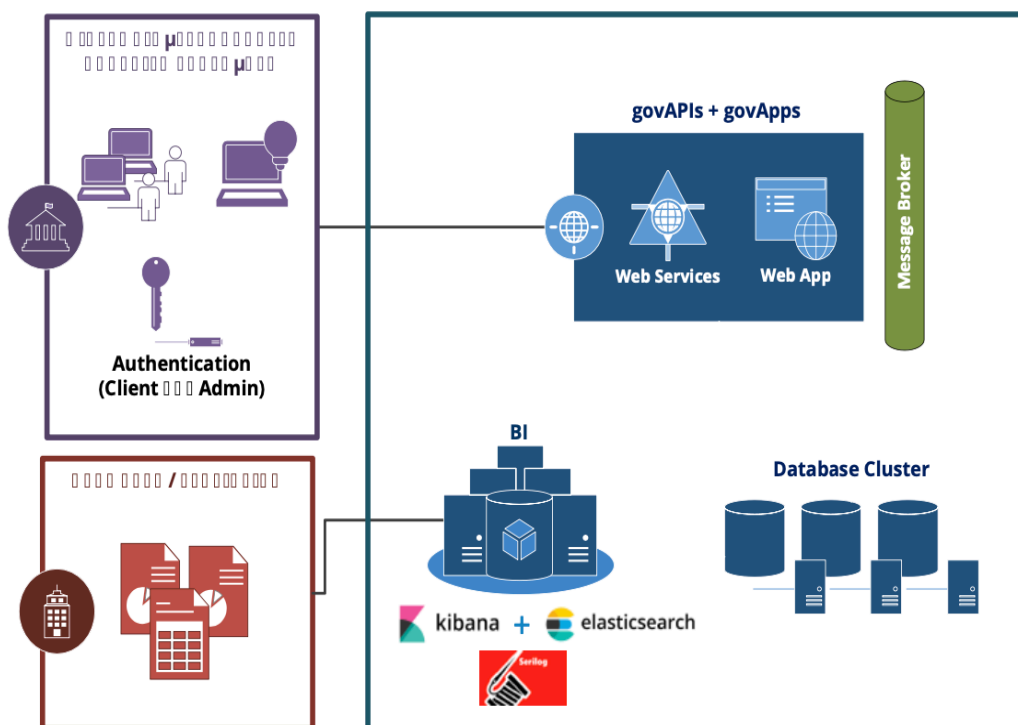 govAPIs + govApps
Web Services
Web App
Message Broker
Authentication
(Client Admin)
BI
Database Cluster
kibana + elasticsearch
Serilog